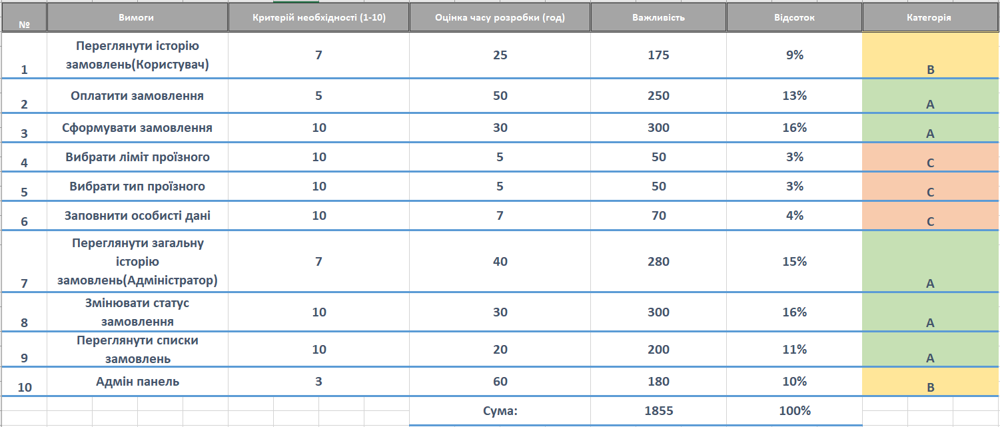 № Вимоги Критерій необхідності (1-10) Оцінка часу розробки (год) Важливість Відсоток Категорія
1 Переглянути історію замовлень(Користувач) 7 25 175 9% B
2 Оплатити замовлення 5 50 250 13% A
3 Сформувати замовлення 10 30 300 16% A
4 Вибрати ліміт проїзного 10 5 50 3% C
5 Вибрати тип проїзного 10 5 50 3% C
6 Заповнити особисті дані 10 7 70 4% C
7 Переглянути загальну історію замовлень(Адміністратор) 7 40 280 15% A
8 Змінювати статус замовлення 10 30 300 16% A
9 Переглянути списки замовлень 10 20 200 11% A
10 Адмін панель 3 60 180 10% B
Сума: 1855 100%